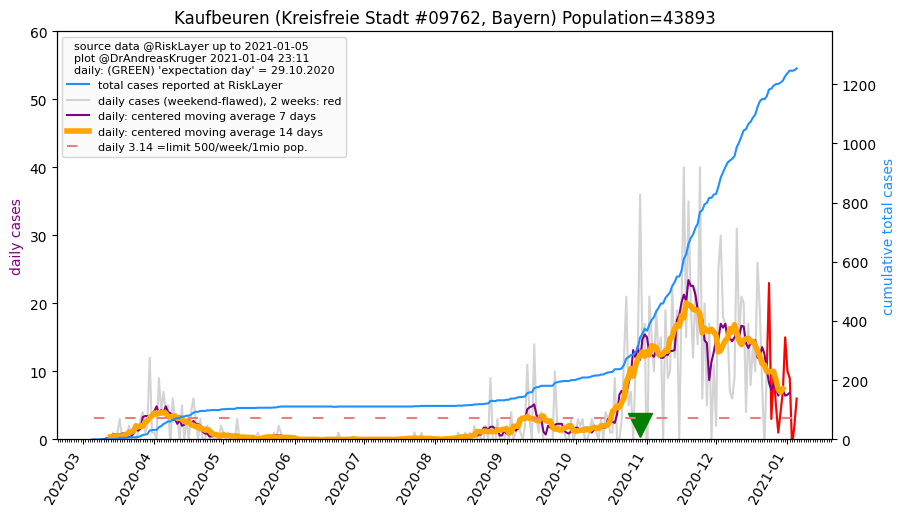 Kaufbeuren (Kreisfreie Stadt #09762, Bayern) Population=43893
source data @RiskLayer up to 2021-01-05
plot @DrAndreasKruger 2021-01-04 23:11
daily: (GREEN) 'expectation day' = 29.10.2020
total cases reported at RiskLayer
daily cases (weekend-flawed), 2 weeks: red
daily: centered moving average 7 days
daily: centered moving average 14 days
daily 3.14 =limit 500/week/1mio pop.
daily cases
60
50
40
30
20
10
0
cumulative total cases
1200
1000
800
600
400
200
0
2020-03
2020-04
2020-05
2020-06
2020-07
2020-08
2020-09
2020-10
2020-11
2020-12
2021-01